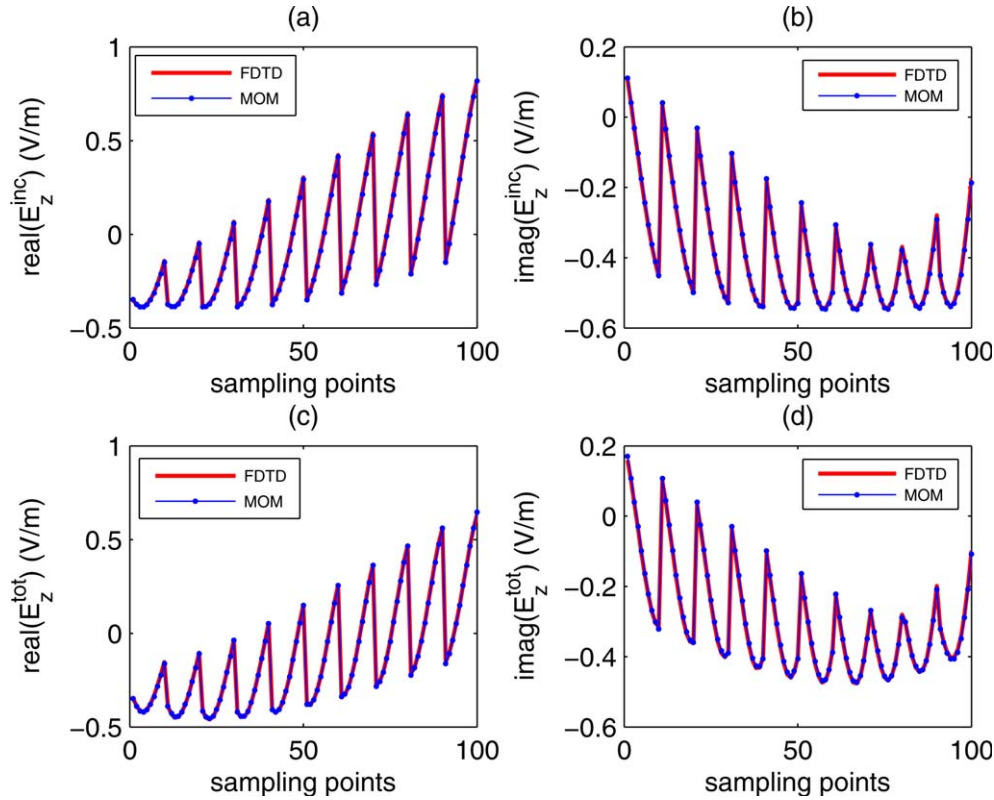 (a)
real(E_z^inc) (V/m)
1
0.5
0
−0.5
FDTD
MOM
0
50
100
sampling points
(b)
imag(E_z^inc) (V/m)
0.2
0
−0.2
−0.4
−0.6
FDTD
MOM
0
50
100
sampling points
(c)
real(E_z^tot) (V/m)
1
0.5
0
−0.5
FDTD
MOM
0
50
100
sampling points
(d)
imag(E_z^tot) (V/m)
0.2
0
−0.2
−0.4
−0.6
FDTD
MOM
0
50
100
sampling points